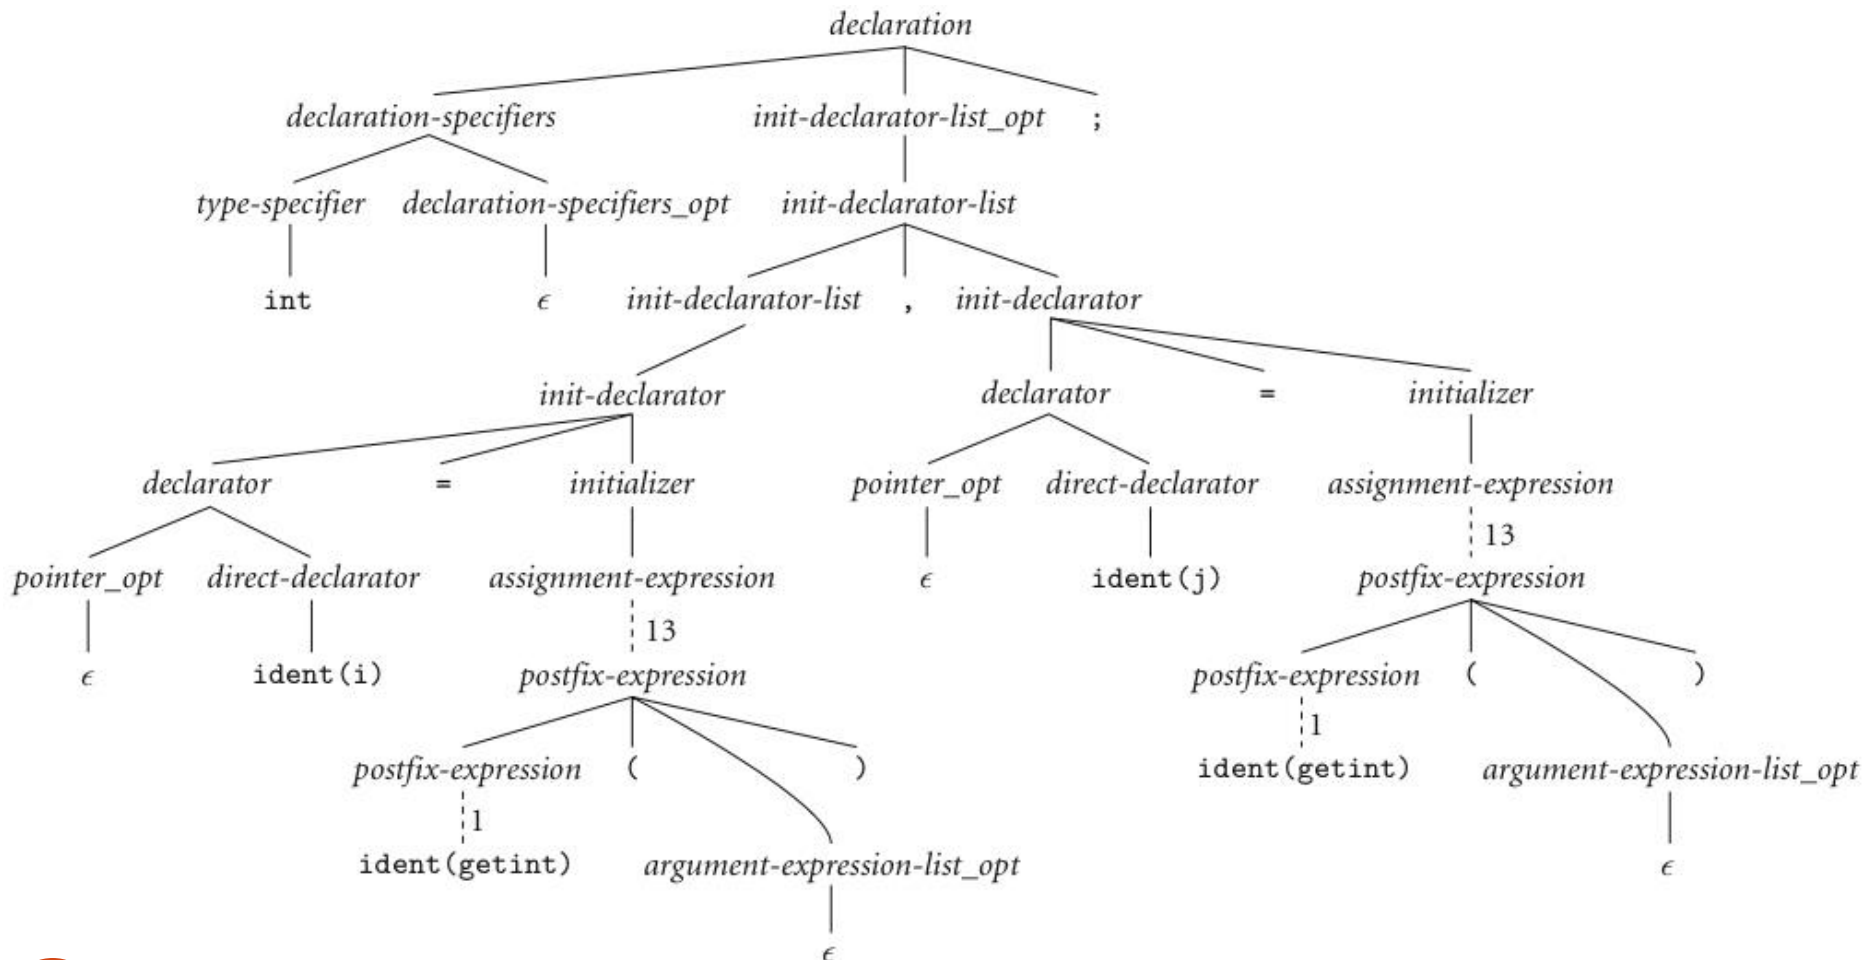 declaration
declaration-specifiers init-declarator-list_opt ;
type-specifier declaration-specifiers_opt init-declarator-list
int ϵ init-declarator-list , init-declarator
init-declarator declarator = initializer
declarator = initializer pointer_opt direct-declarator assignment-expression
13
pointer_opt direct-declarator assignment-expression ϵ ident(j) postfix-expression
13
ϵ ident(i) postfix-expression postfix-expression ( )
1
postfix-expression ( ) ident(getint) argument-expression-list_opt
1
ident(getint) argument-expression-list_opt ϵ
ϵ